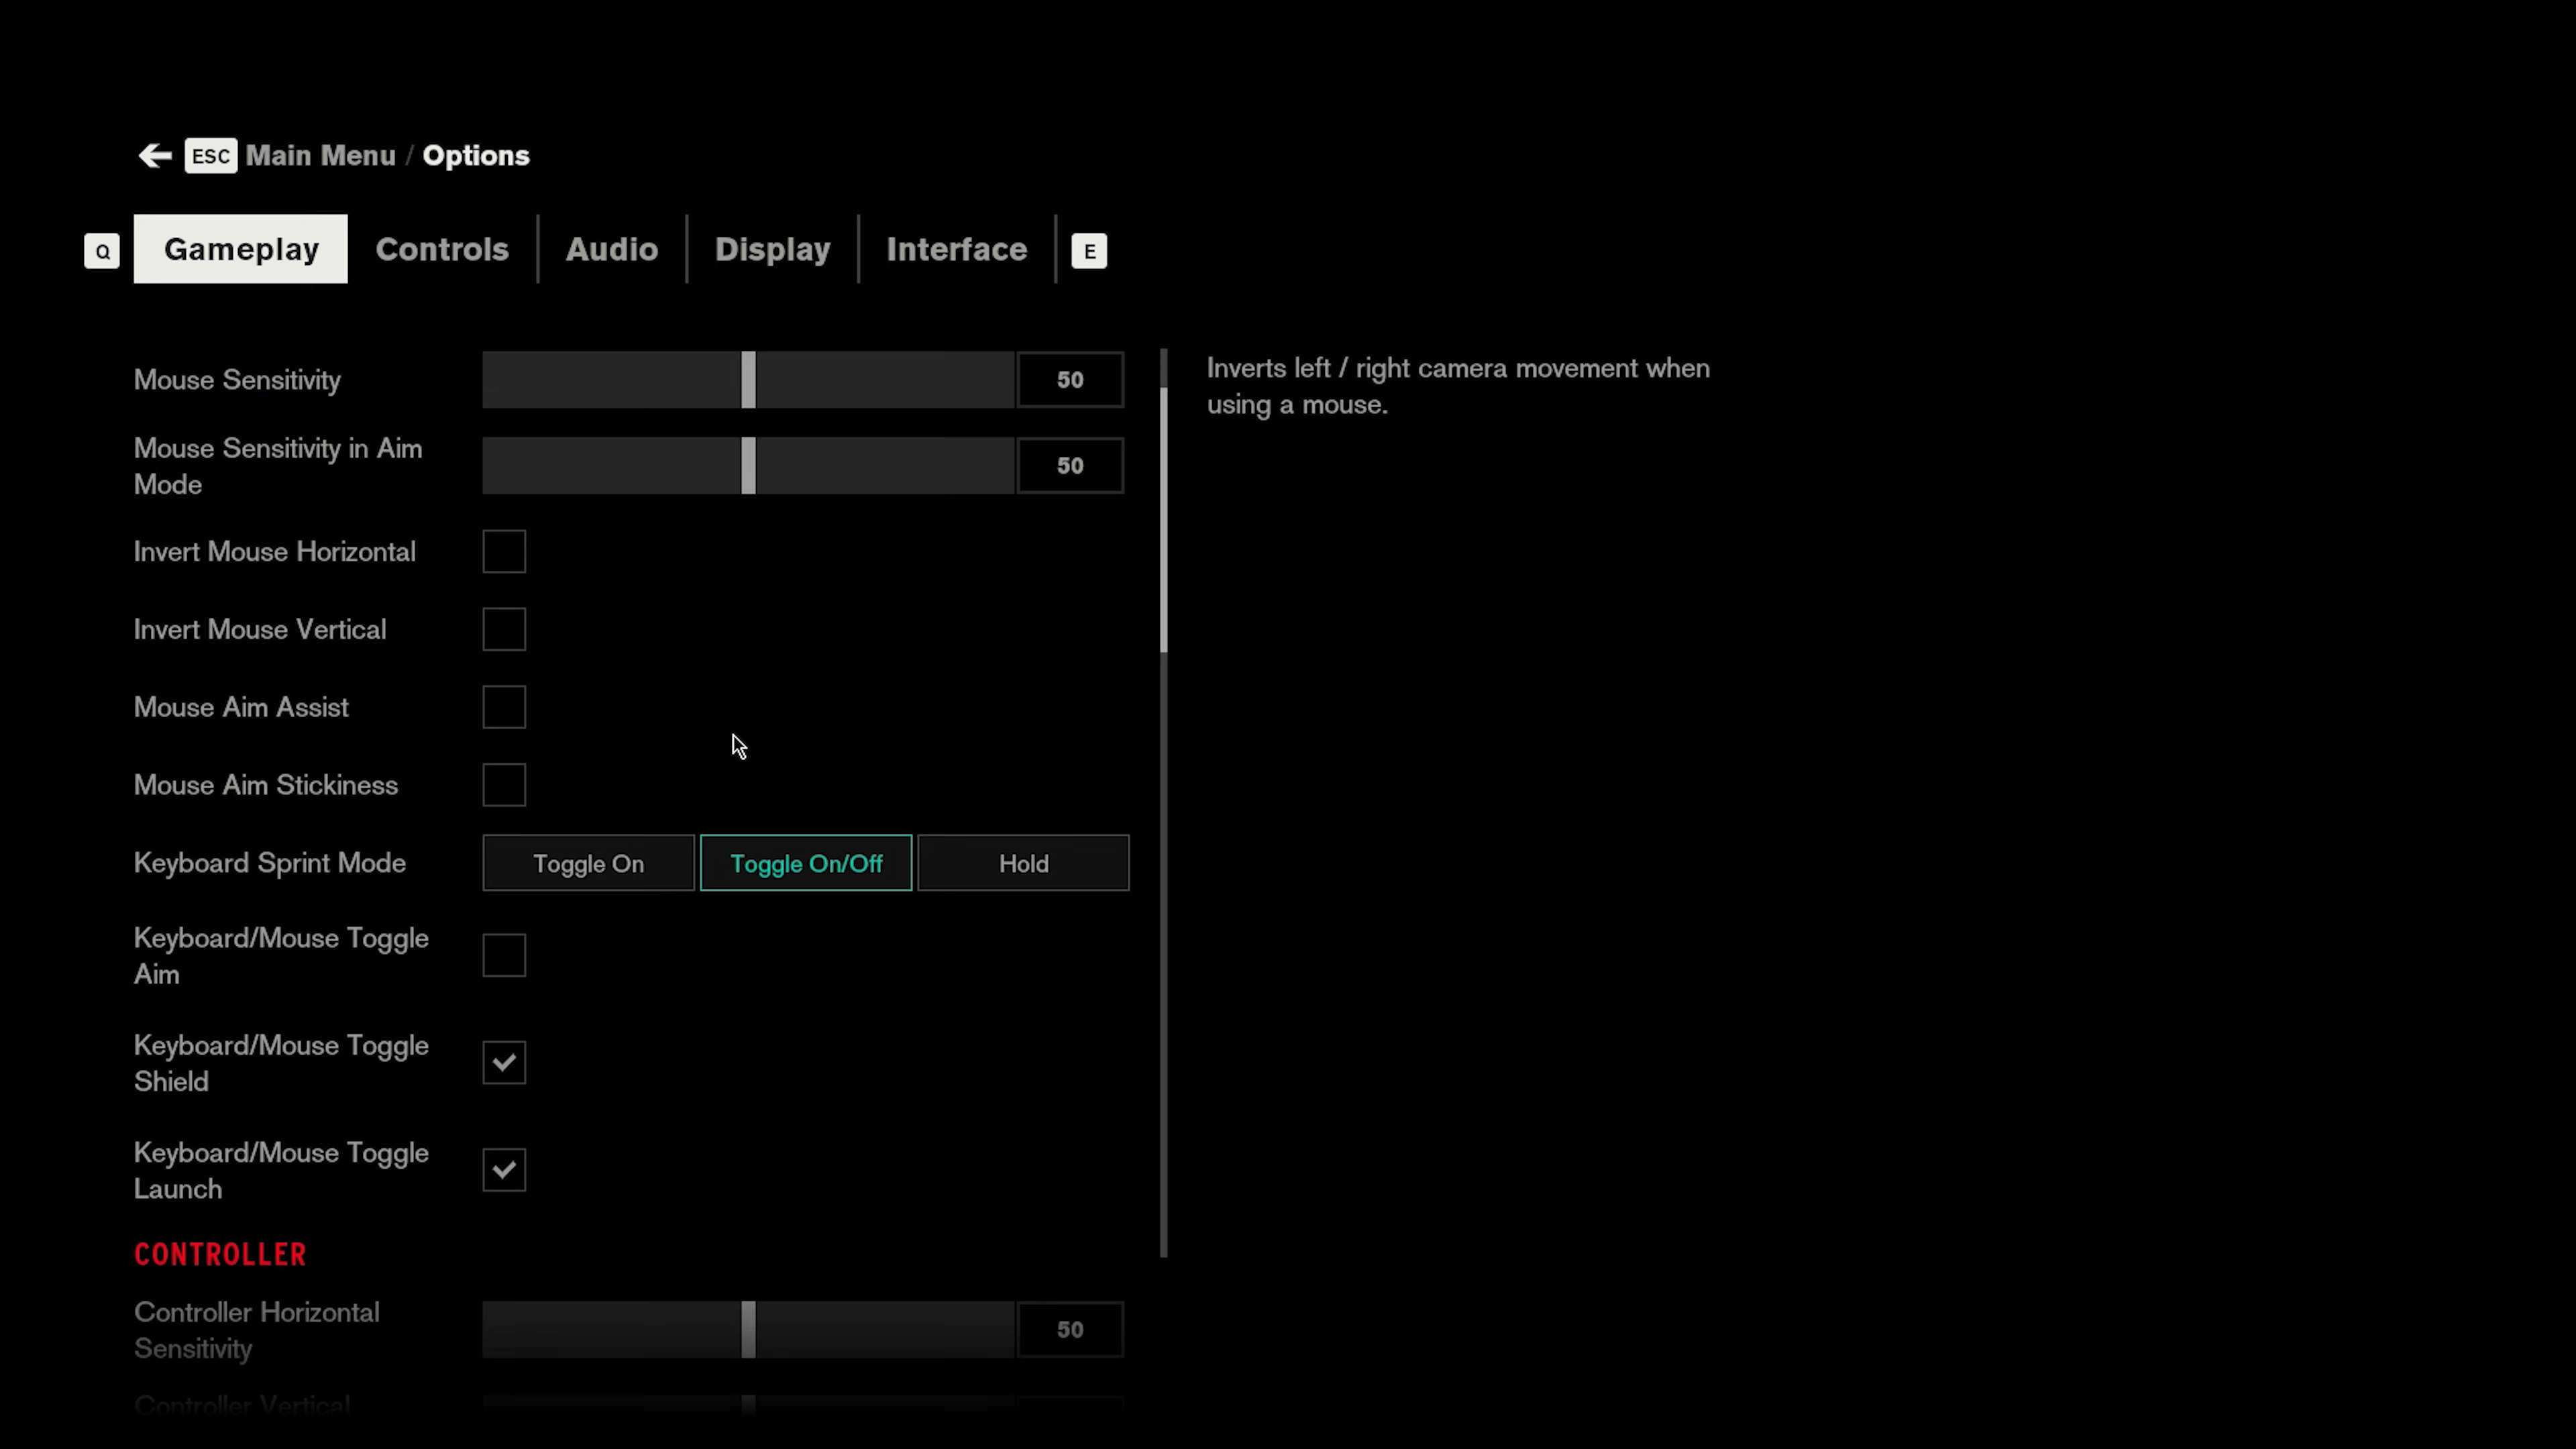 ESC Main Menu / Options
Q Gameplay Controls Audio Display Interface E
Mouse Sensitivity 50
Inverts left / right camera movement when
using a mouse.
Mouse Sensitivity in Aim
Mode
50
Invert Mouse Horizontal
Invert Mouse Vertical
Mouse Aim Assist
Mouse Aim Stickiness
Keyboard Sprint Mode Toggle On Toggle On/Off Hold
Keyboard/Mouse Toggle
Aim
Keyboard/Mouse Toggle
Shield
Keyboard/Mouse Toggle
Launch
CONTROLLER
Controller Horizontal
Sensitivity
50
Controller Vertical